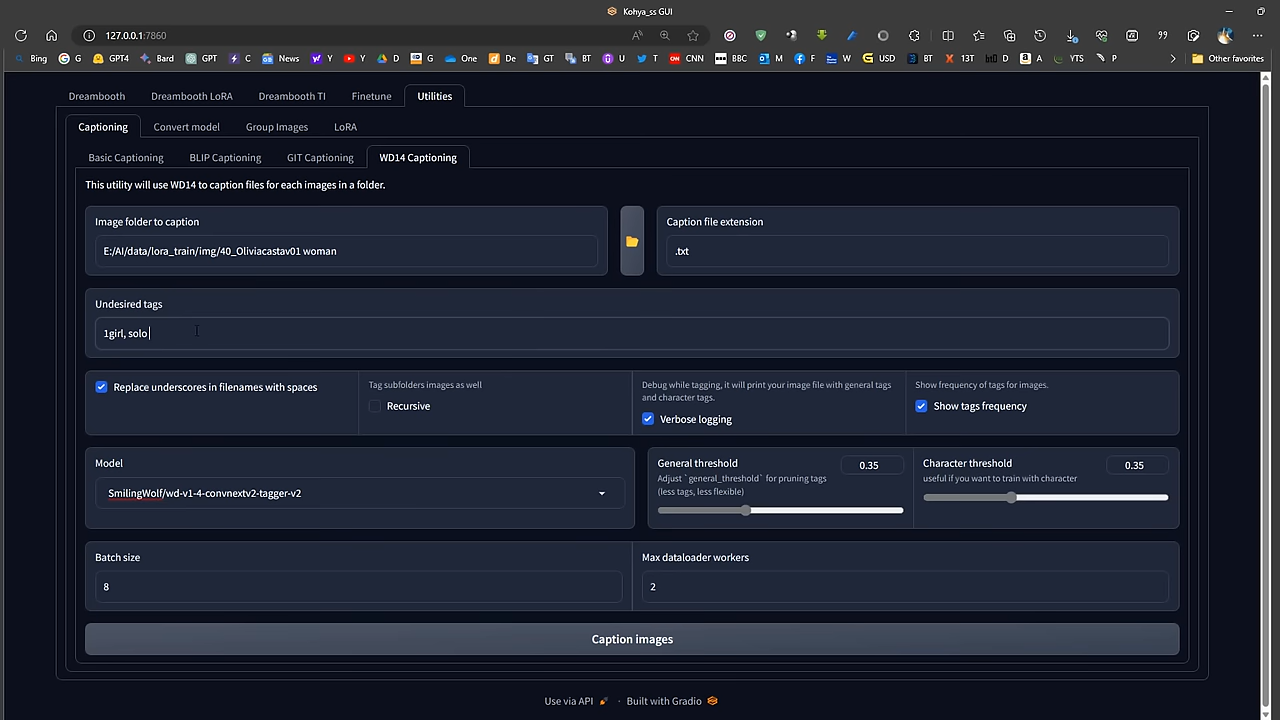 Kohya_ss GUI
127.0.0.1:7860
Bing G GPT4 Bard GPT C News Y Y D G One De GT BT U T CNN BBC M F W USD BT 13T D A YTS P Other favorites
Dreambooth Dreambooth LoRA Dreambooth TI Finetune Utilities
Captioning Convert model Group Images LoRA
Basic Captioning BLIP Captioning GIT Captioning WD14 Captioning
This utility will use WD14 to caption files for each images in a folder.
Image folder to caption
E:/AI/data/lora_train/img/40_Oliviacastav01 woman
Caption file extension
.txt
Undesired tags
1girl, solo
Replace underscores in filenames with spaces
Tag subfolders images as well
Recursive
Debug while tagging, it will print your image file with general tags
and character tags.
Verbose logging
Show frequency of tags for images.
Show tags frequency
Model
SmilingWolf/wd-v1-4-convnextv2-tagger-v2
General threshold 0.35
Adjust `general_threshold` for pruning tags
(less tags, less flexible)
Character threshold 0.35
useful if you want to train with character
Batch size
8
Max dataloader workers
2
Caption images
Use via API · Built with Gradio